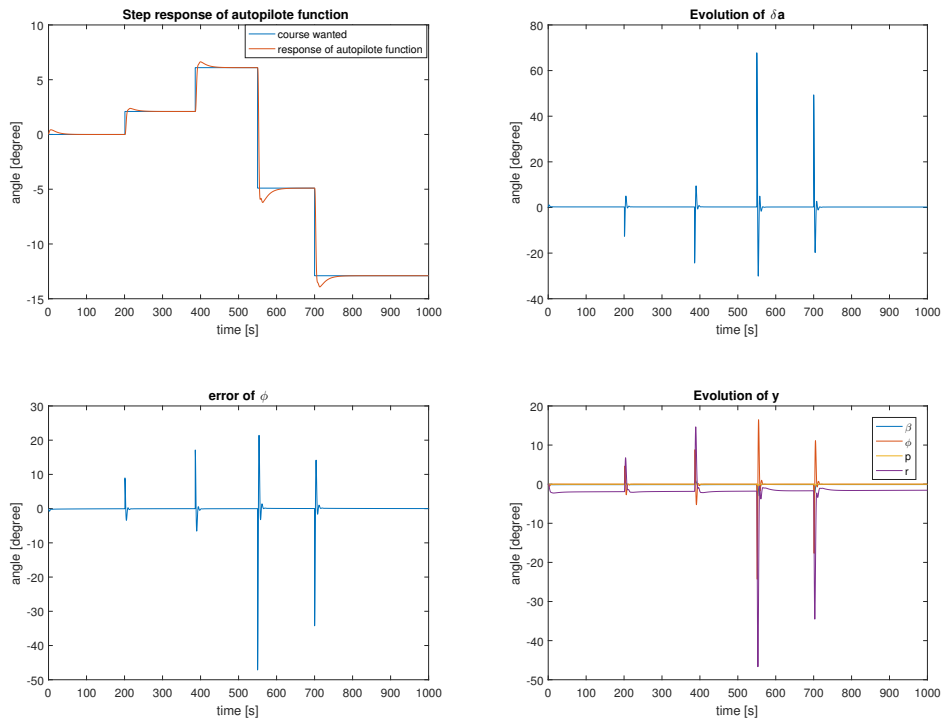 Step response of autopilote function
course wanted
response of autopilote function
angle [degree]
10
5
0
-5
-10
-15
0 100 200 300 400 500 600 700 800 900 1000
time [s]
Evolution of δa
angle [degree]
80
60
40
20
0
-20
-40
0 100 200 300 400 500 600 700 800 900 1000
time [s]
error of ϕ
angle [degree]
30
20
10
0
-10
-20
-30
-40
-50
0 100 200 300 400 500 600 700 800 900 1000
time [s]
Evolution of y
β
ϕ
p
r
angle [degree]
20
10
0
-10
-20
-30
-40
-50
0 100 200 300 400 500 600 700 800 900 1000
time [s]